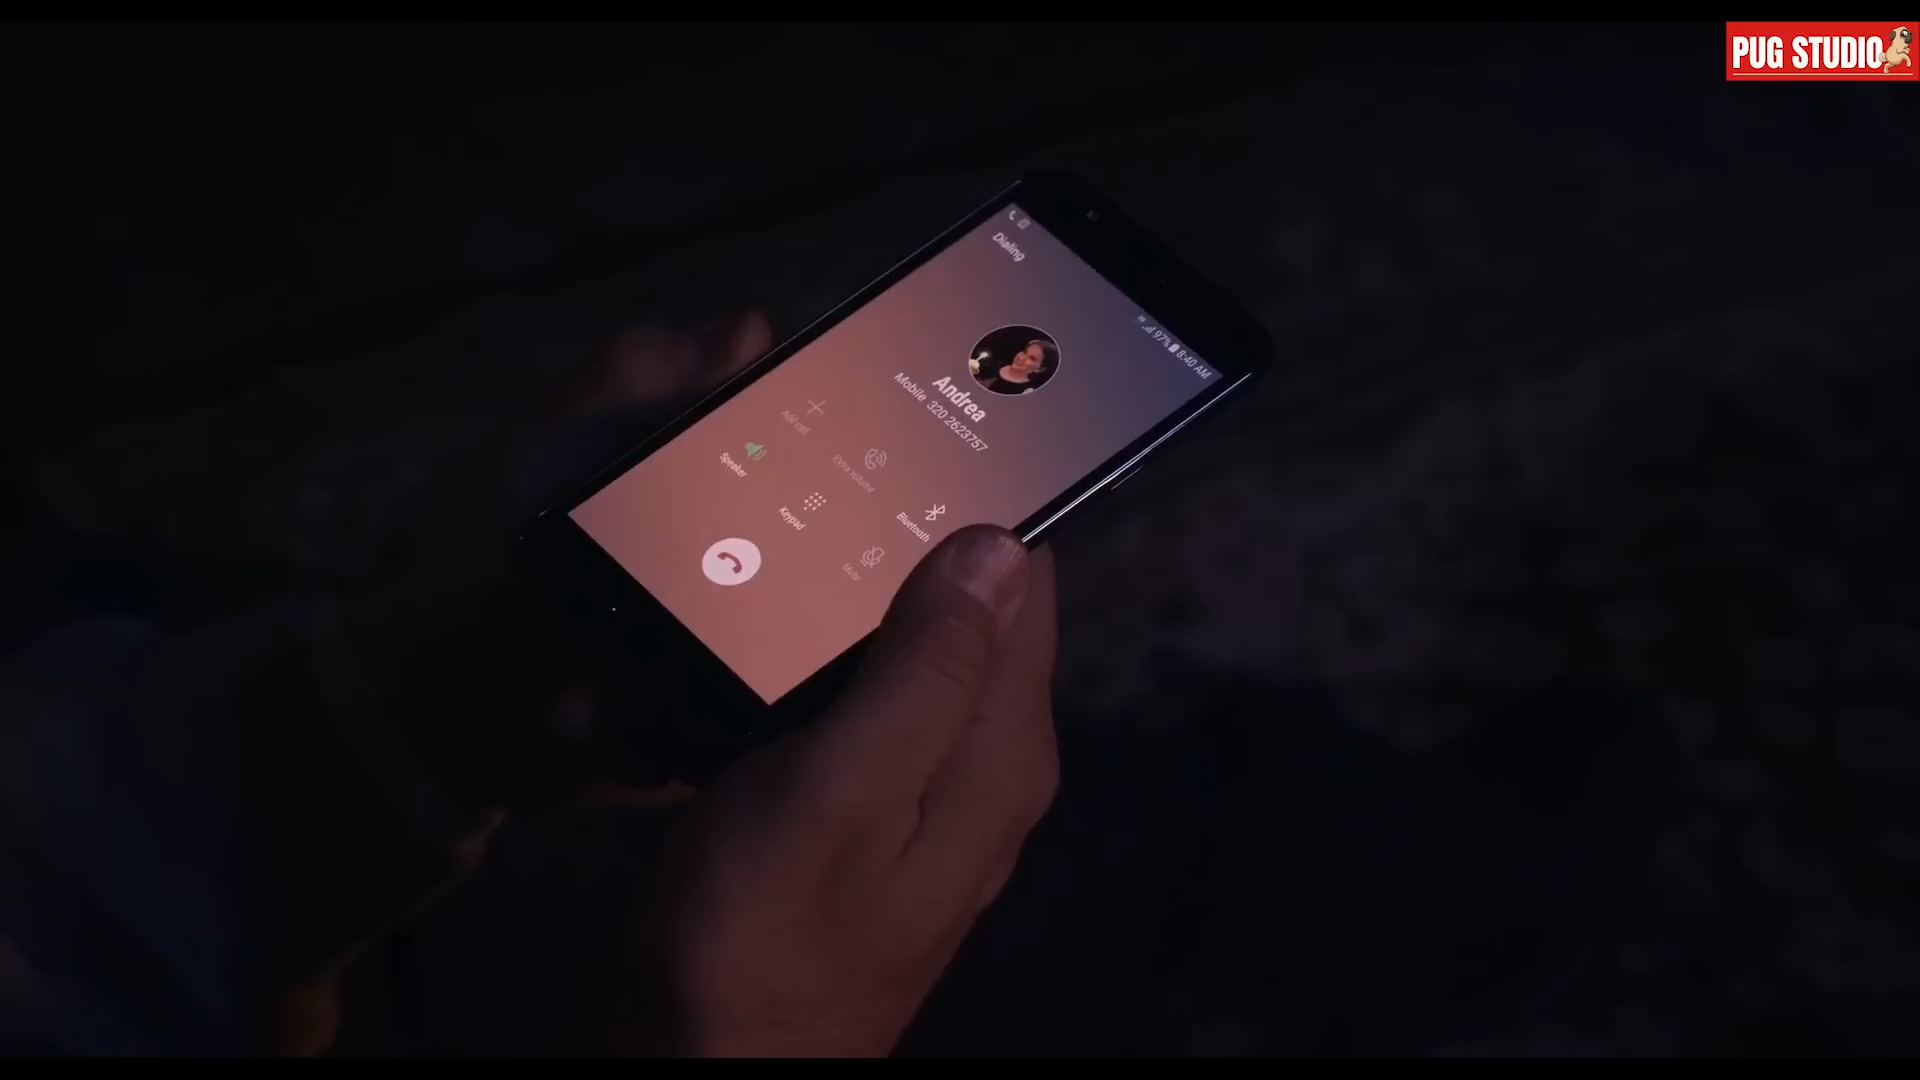 PUG STUDIO
Dialing
97% 8:40 AM
Andrea
Mobile 320 2623757
Add call
Extra volume
Bluetooth
Speaker
Keypad
Mute